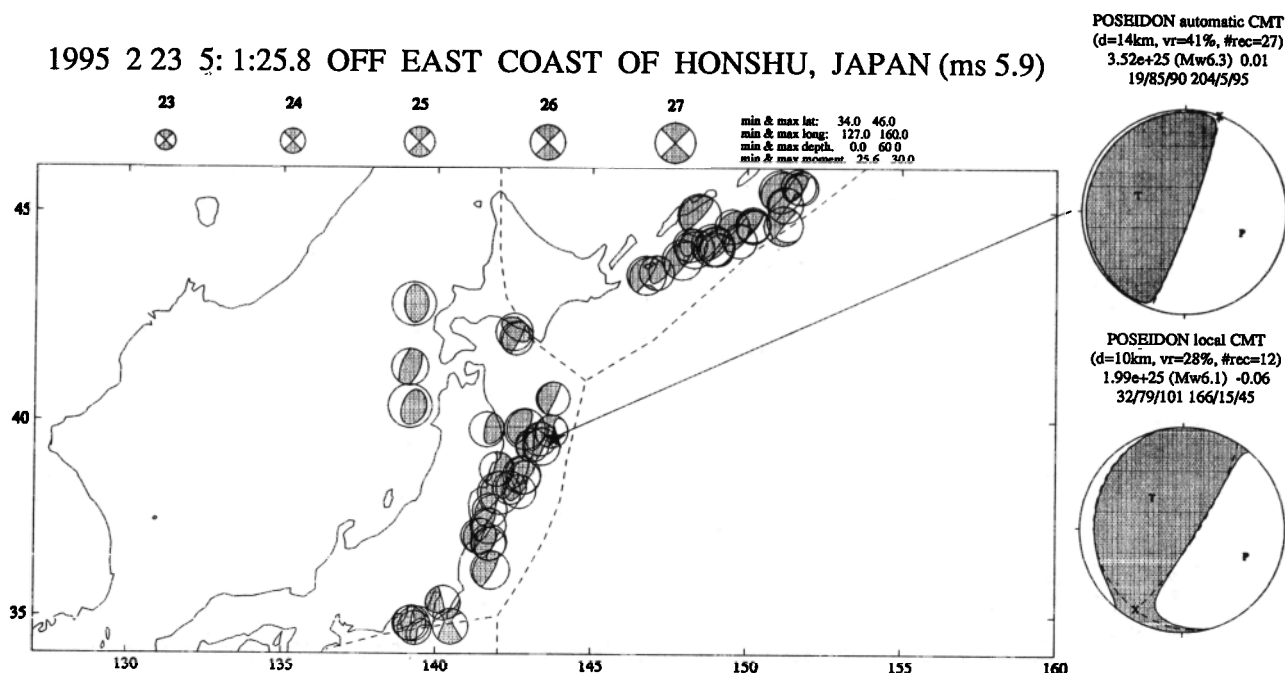 1995 2 23 5: 1:25.8 OFF EAST COAST OF HONSHU, JAPAN (ms 5.9)
23 24 25 26 27
min & max lat: 34.0 46.0
min & max long: 127.0 160.0
min & max depth. 0.0 60 0
min & max moment. 25.6 30.0
45
40
35
130 135 140 145 150 155 160
POSEIDON automatic CMT
(d=14km, vr=41%, #rec=27)
3.52e+25 (Mw6.3) 0.01
19/85/90 204/5/95
T
P
POSEIDON local CMT
(d=10km, vr=28%, #rec=12)
1.99e+25 (Mw6.1) -0.06
32/79/101 166/15/45
T
P
X